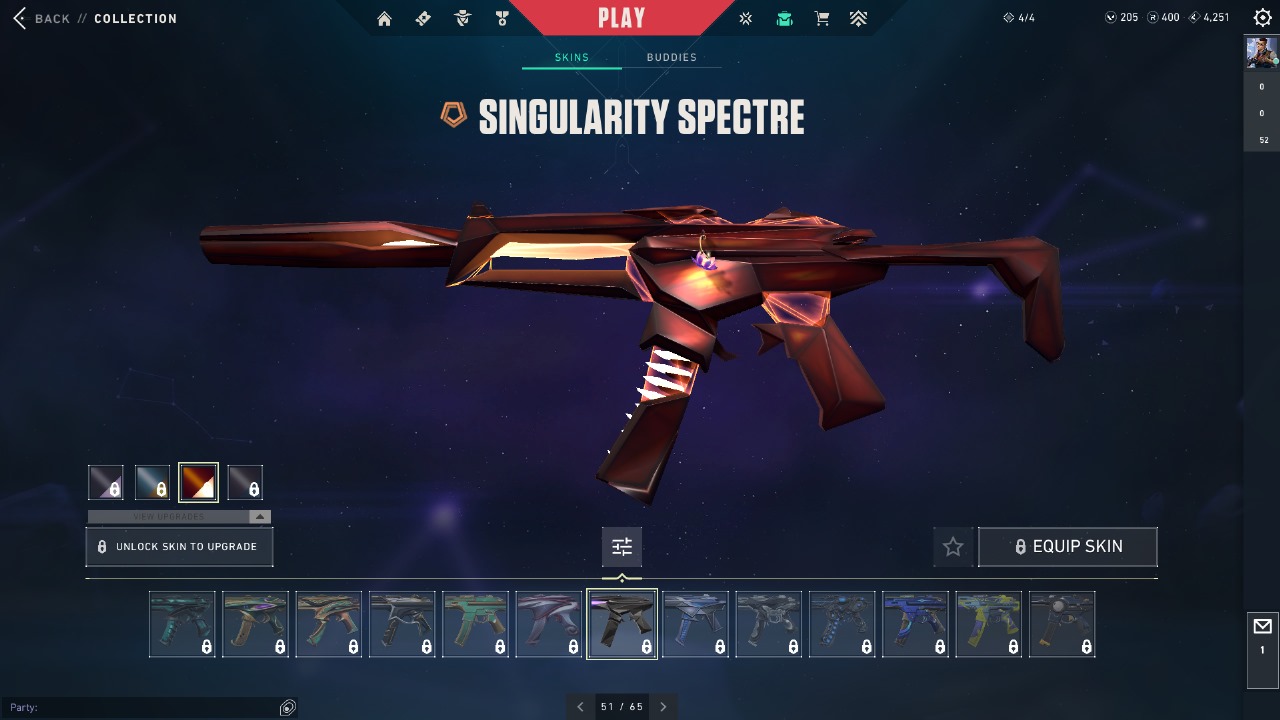 BACK // COLLECTION
PLAY
4/4
205
400
4,251
SKINS
BUDDIES
SINGULARITY SPECTRE
0
0
52
VIEW UPGRADES
UNLOCK SKIN TO UPGRADE
EQUIP SKIN
1
Party:
51 / 65